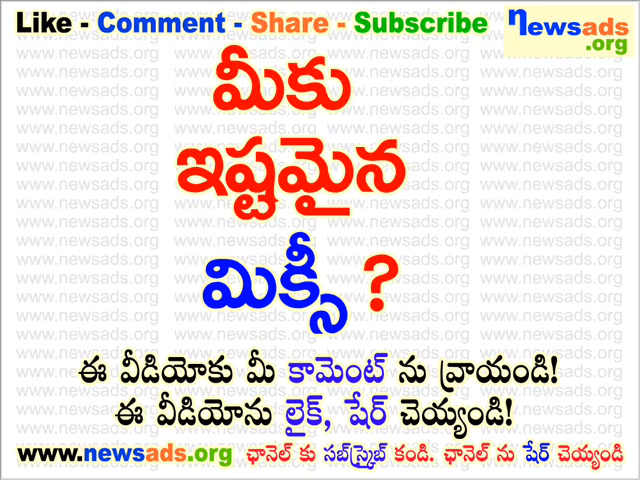 Like - Comment - Share - Subscribe
newsads
.org
మీకు
ఇష్టమైన
మిక్సీ ?
ఈ వీడియోకు మీ కామెంట్ ను వ్రాయండి!
ఈ వీడియోను లైక్, షేర్ చెయ్యండి!
www.newsads.org ఛానెల్ కు సబ్‌స్క్రైబ్ కండి. ఛానెల్ ను షేర్ చెయ్యండి